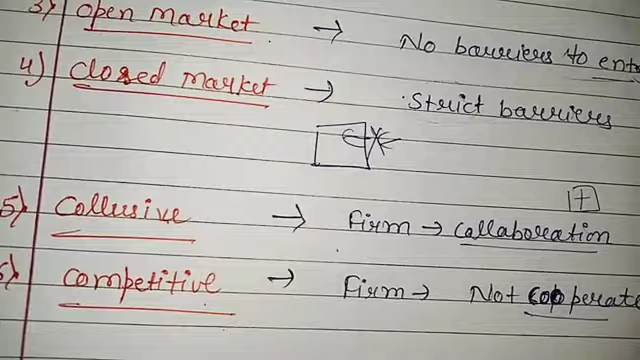 3) Open market → No barriers to ent
4) Closed market → Strict barriers
+
5) Collusive → Firm → Collaboration
6) Competitive → Firm → Not Cooperate